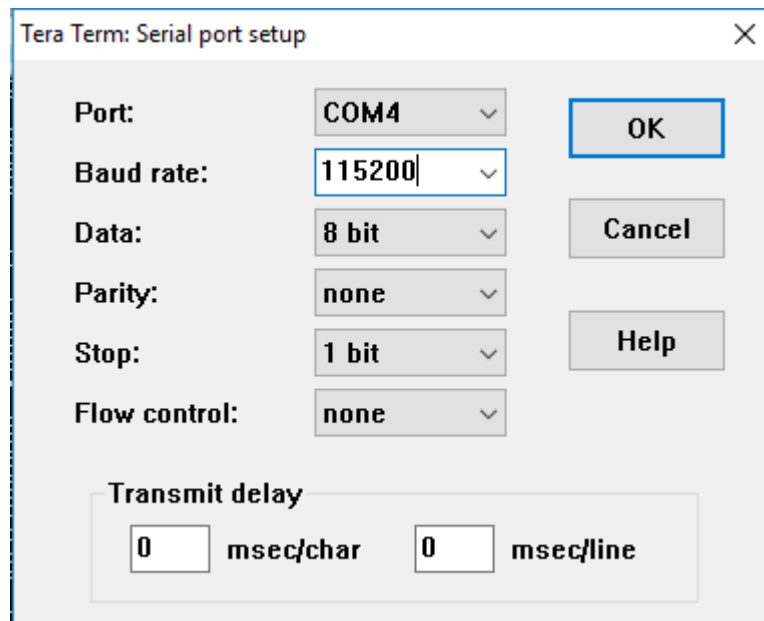 Tera Term: Serial port setup
Port: COM4 OK
Baud rate: 115200
Data: 8 bit Cancel
Parity: none
Stop: 1 bit Help
Flow control: none
Transmit delay
0 msec/char 0 msec/line